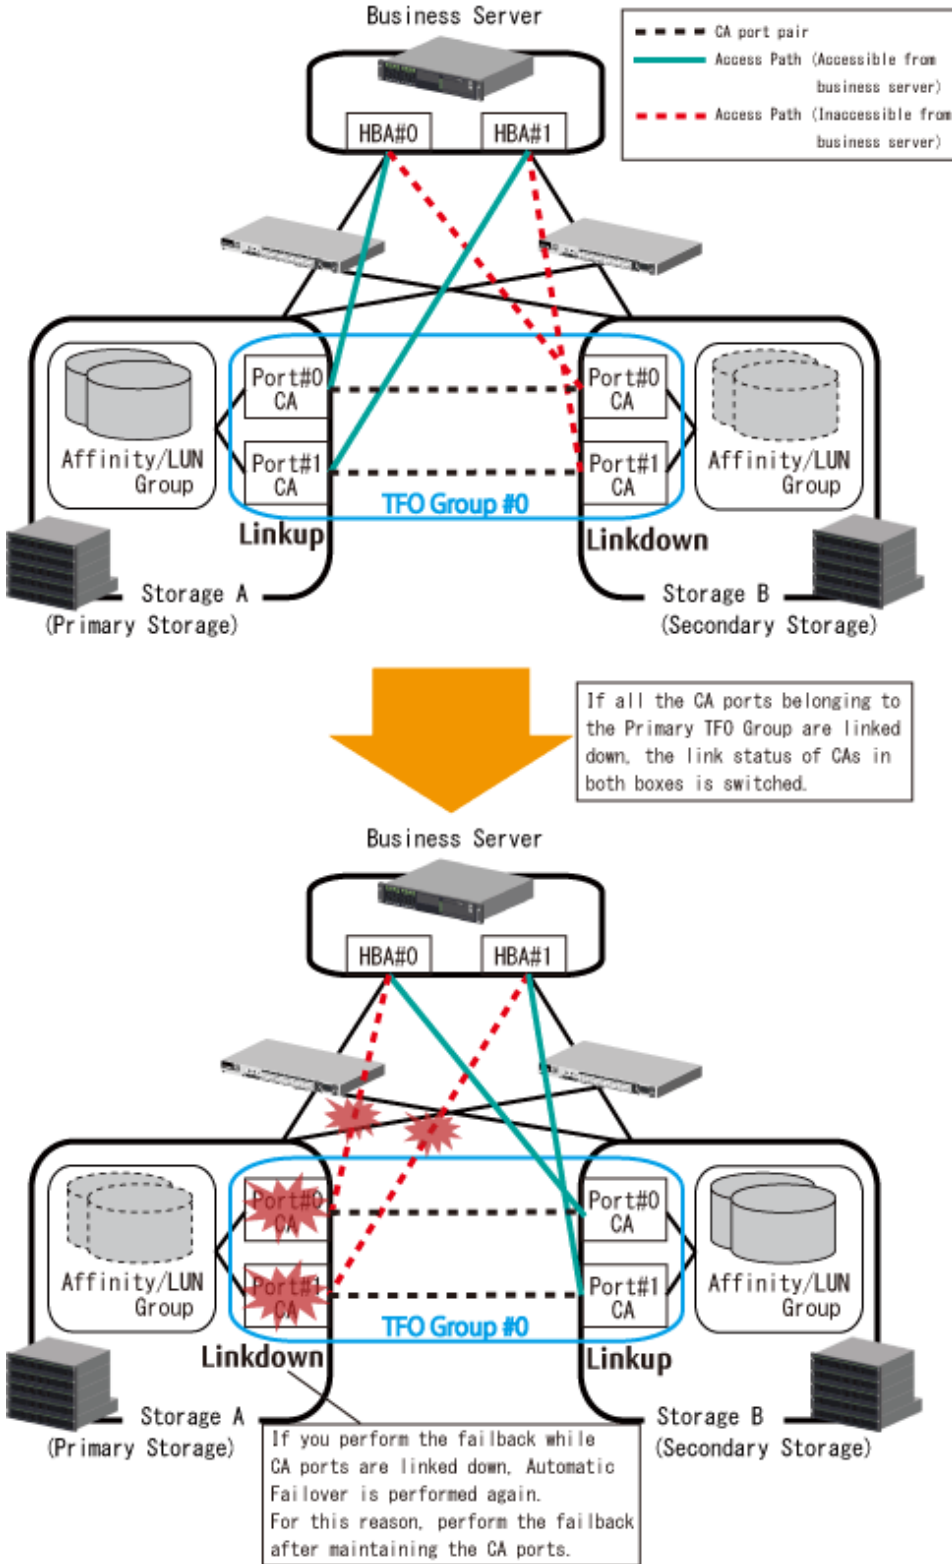 Business Server
CA port pair
Access Path (Accessible from
business server)
Access Path (Inaccessible from
business server)
HBA#0
HBA#1
Port#0
CA
Port#0
CA
Affinity/LUN
Group
Port#1
CA
Port#1
CA
Affinity/LUN
Group
TFO Group #0
Linkup
Linkdown
Storage A
(Primary Storage)
Storage B
(Secondary Storage)
If all the CA ports belonging to
the Primary TFO Group are linked
down, the link status of CAs in
both boxes is switched.
Business Server
HBA#0
HBA#1
Port#0
CA
Port#0
CA
Affinity/LUN
Group
Port#1
CA
Port#1
CA
Affinity/LUN
Group
TFO Group #0
Linkdown
Linkup
Storage A
(Primary Storage)
Storage B
(Secondary Storage)
If you perform the failback while
CA ports are linked down, Automatic
Failover is performed again.
For this reason, perform the failback
after maintaining the CA ports.